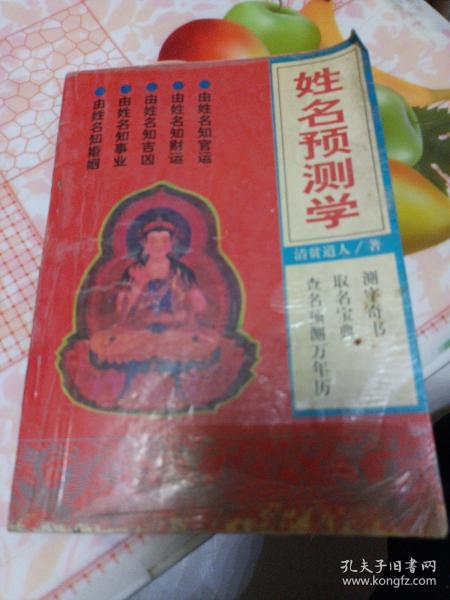 姓名预测学
清贫道人/著
测字奇书
取名宝典
查名预测万年历
●由姓名知官运
●由姓名知财运
●由姓名知吉凶
●由姓名知事业
●由姓名知婚姻
孔夫子旧书网
www.kongfz.com